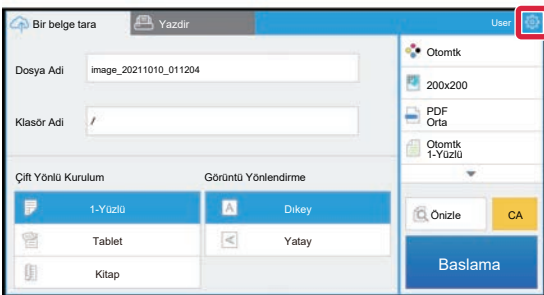 Bir belge tara
Yazdir
User
Dosya Adi
image_20211010_011204
Klasör Adi
/
Çift Yönlü Kurulum
Görüntü Yönlendirme
1-Yüzlü
Tablet
Kitap
A
Dıkey
A
Yatay
Otomtk
200x200
PDF
Orta
Otomtk
1-Yüzlü
Önizle
CA
Baslama